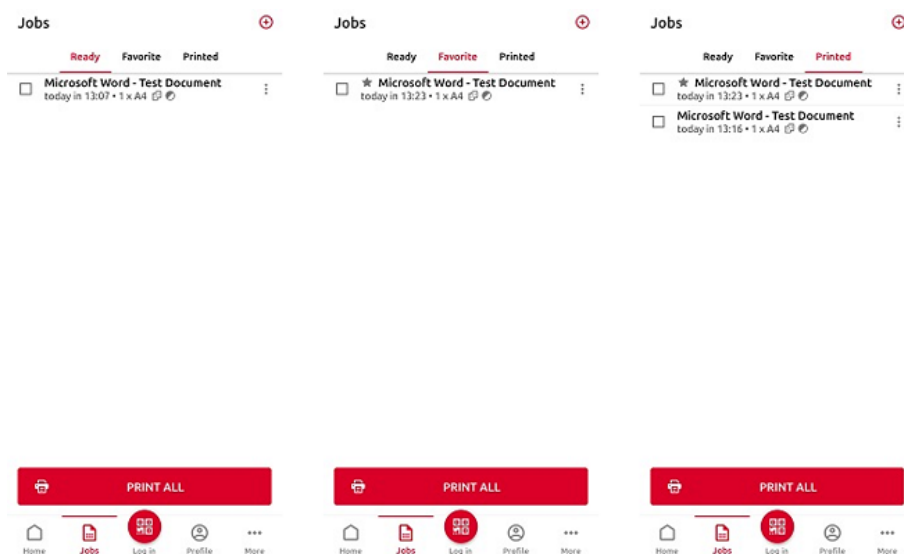 Jobs
Ready Favorite Printed
Microsoft Word - Test Document
today in 13:07 • 1 x A4
PRINT ALL
Home Jobs Log in Profile More
Jobs
Ready Favorite Printed
★ Microsoft Word - Test Document
today in 13:23 • 1 x A4
PRINT ALL
Home Jobs Log in Profile More
Jobs
Ready Favorite Printed
★ Microsoft Word - Test Document
today in 13:23 • 1 x A4
Microsoft Word - Test Document
today in 13:16 • 1 x A4
PRINT ALL
Home Jobs Log in Profile More